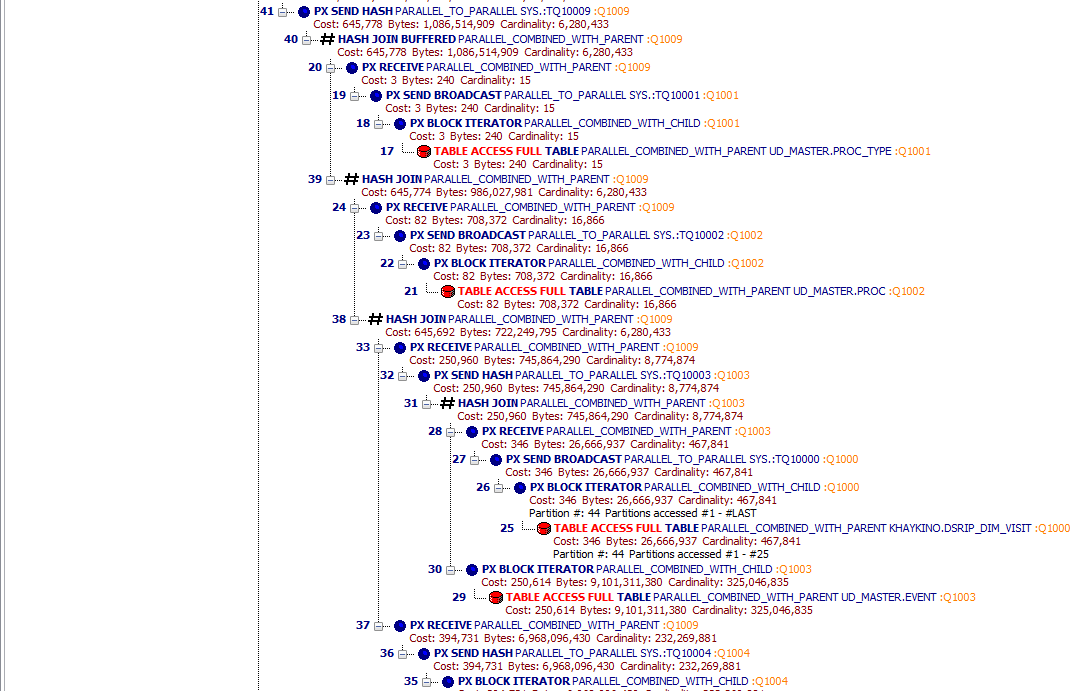 41 PX SEND HASH PARALLEL_TO_PARALLEL SYS.:TQ10009 :Q1009
Cost: 645,778 Bytes: 1,086,514,909 Cardinality: 6,280,433
40 HASH JOIN BUFFERED PARALLEL_COMBINED_WITH_PARENT :Q1009
Cost: 645,778 Bytes: 1,086,514,909 Cardinality: 6,280,433
20 PX RECEIVE PARALLEL_COMBINED_WITH_PARENT :Q1009
Cost: 3 Bytes: 240 Cardinality: 15
19 PX SEND BROADCAST PARALLEL_TO_PARALLEL SYS.:TQ10001 :Q1001
Cost: 3 Bytes: 240 Cardinality: 15
18 PX BLOCK ITERATOR PARALLEL_COMBINED_WITH_CHILD :Q1001
Cost: 3 Bytes: 240 Cardinality: 15
17 TABLE ACCESS FULL TABLE PARALLEL_COMBINED_WITH_PARENT UD_MASTER.PROC_TYPE :Q1001
Cost: 3 Bytes: 240 Cardinality: 15
39 HASH JOIN PARALLEL_COMBINED_WITH_PARENT :Q1009
Cost: 645,774 Bytes: 986,027,981 Cardinality: 6,280,433
24 PX RECEIVE PARALLEL_COMBINED_WITH_PARENT :Q1009
Cost: 82 Bytes: 708,372 Cardinality: 16,866
23 PX SEND BROADCAST PARALLEL_TO_PARALLEL SYS.:TQ10002 :Q1002
Cost: 82 Bytes: 708,372 Cardinality: 16,866
22 PX BLOCK ITERATOR PARALLEL_COMBINED_WITH_CHILD :Q1002
Cost: 82 Bytes: 708,372 Cardinality: 16,866
21 TABLE ACCESS FULL TABLE PARALLEL_COMBINED_WITH_PARENT UD_MASTER.PROC :Q1002
Cost: 82 Bytes: 708,372 Cardinality: 16,866
38 HASH JOIN PARALLEL_COMBINED_WITH_PARENT :Q1009
Cost: 645,692 Bytes: 722,249,795 Cardinality: 6,280,433
33 PX RECEIVE PARALLEL_COMBINED_WITH_PARENT :Q1009
Cost: 250,960 Bytes: 745,864,290 Cardinality: 8,774,874
32 PX SEND HASH PARALLEL_TO_PARALLEL SYS.:TQ10003 :Q1003
Cost: 250,960 Bytes: 745,864,290 Cardinality: 8,774,874
31 HASH JOIN PARALLEL_COMBINED_WITH_PARENT :Q1003
Cost: 250,960 Bytes: 745,864,290 Cardinality: 8,774,874
28 PX RECEIVE PARALLEL_COMBINED_WITH_PARENT :Q1003
Cost: 346 Bytes: 26,666,937 Cardinality: 467,841
27 PX SEND BROADCAST PARALLEL_TO_PARALLEL SYS.:TQ10000 :Q1000
Cost: 346 Bytes: 26,666,937 Cardinality: 467,841
26 PX BLOCK ITERATOR PARALLEL_COMBINED_WITH_CHILD :Q1000
Cost: 346 Bytes: 26,666,937 Cardinality: 467,841
Partition #: 44 Partitions accessed #1 - #LAST
25 TABLE ACCESS FULL TABLE PARALLEL_COMBINED_WITH_PARENT KHAYKINO.DSRIP_DIM_VISIT :Q1000
Cost: 346 Bytes: 26,666,937 Cardinality: 467,841
Partition #: 44 Partitions accessed #1 - #25
30 PX BLOCK ITERATOR PARALLEL_COMBINED_WITH_CHILD :Q1003
Cost: 250,614 Bytes: 9,101,311,380 Cardinality: 325,046,835
29 TABLE ACCESS FULL TABLE PARALLEL_COMBINED_WITH_PARENT UD_MASTER.EVENT :Q1003
Cost: 250,614 Bytes: 9,101,311,380 Cardinality: 325,046,835
37 PX RECEIVE PARALLEL_COMBINED_WITH_PARENT :Q1009
Cost: 394,731 Bytes: 6,968,096,430 Cardinality: 232,269,881
36 PX SEND HASH PARALLEL_TO_PARALLEL SYS.:TQ10004 :Q1004
Cost: 394,731 Bytes: 6,968,096,430 Cardinality: 232,269,881
35 PX BLOCK ITERATOR PARALLEL_COMBINED_WITH_CHILD :Q1004